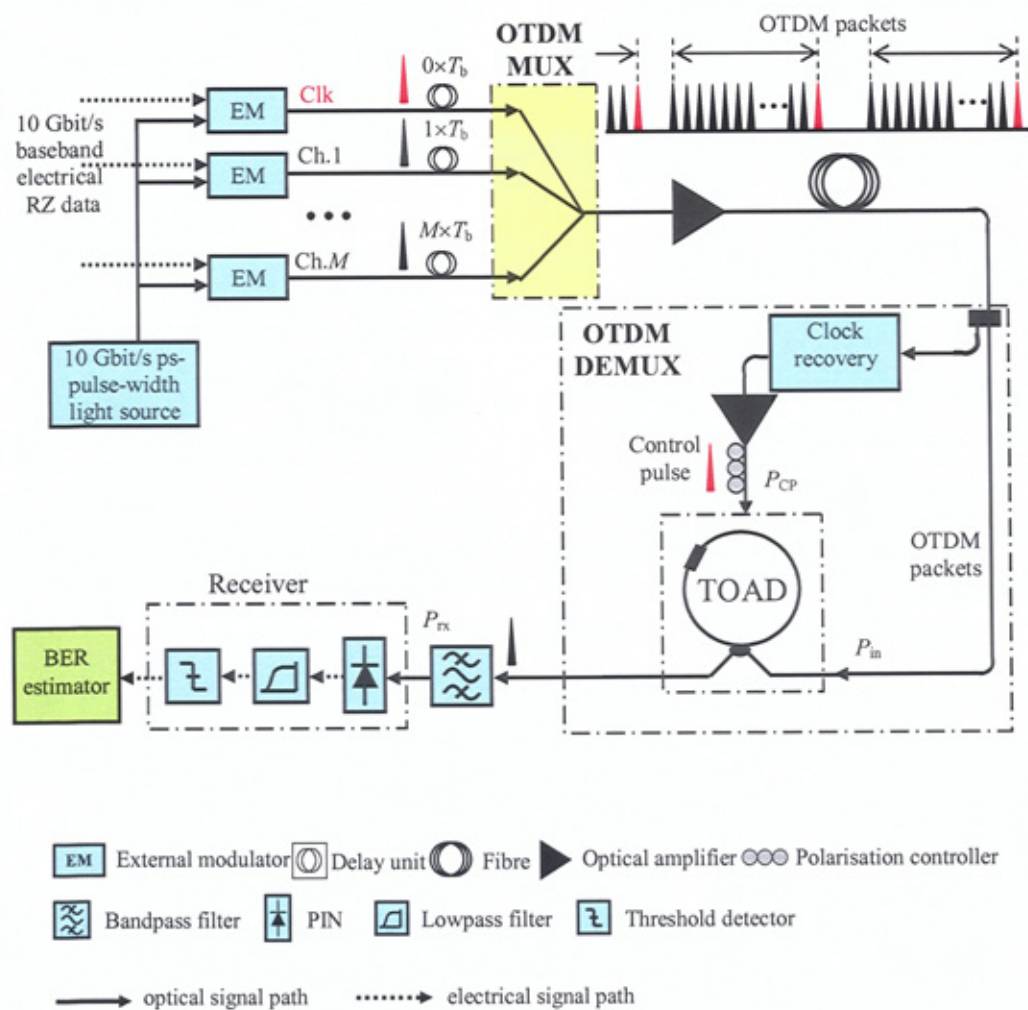 OTDM packets
OTDM
MUX
0×Tb
Clk
EM
10 Gbit/s
baseband
electrical
RZ data
1×Tb
EM
Ch.1
M×Tb
EM
Ch.M
10 Gbit/s ps-
pulse-width
light source
OTDM
DEMUX
Clock
recovery
Control
pulse
PCP
OTDM
packets
TOAD
Pin
Receiver
Prx
BER
estimator
EM External modulator Delay unit Fibre Optical amplifier Polarisation controller
Bandpass filter PIN Lowpass filter Threshold detector
optical signal path electrical signal path